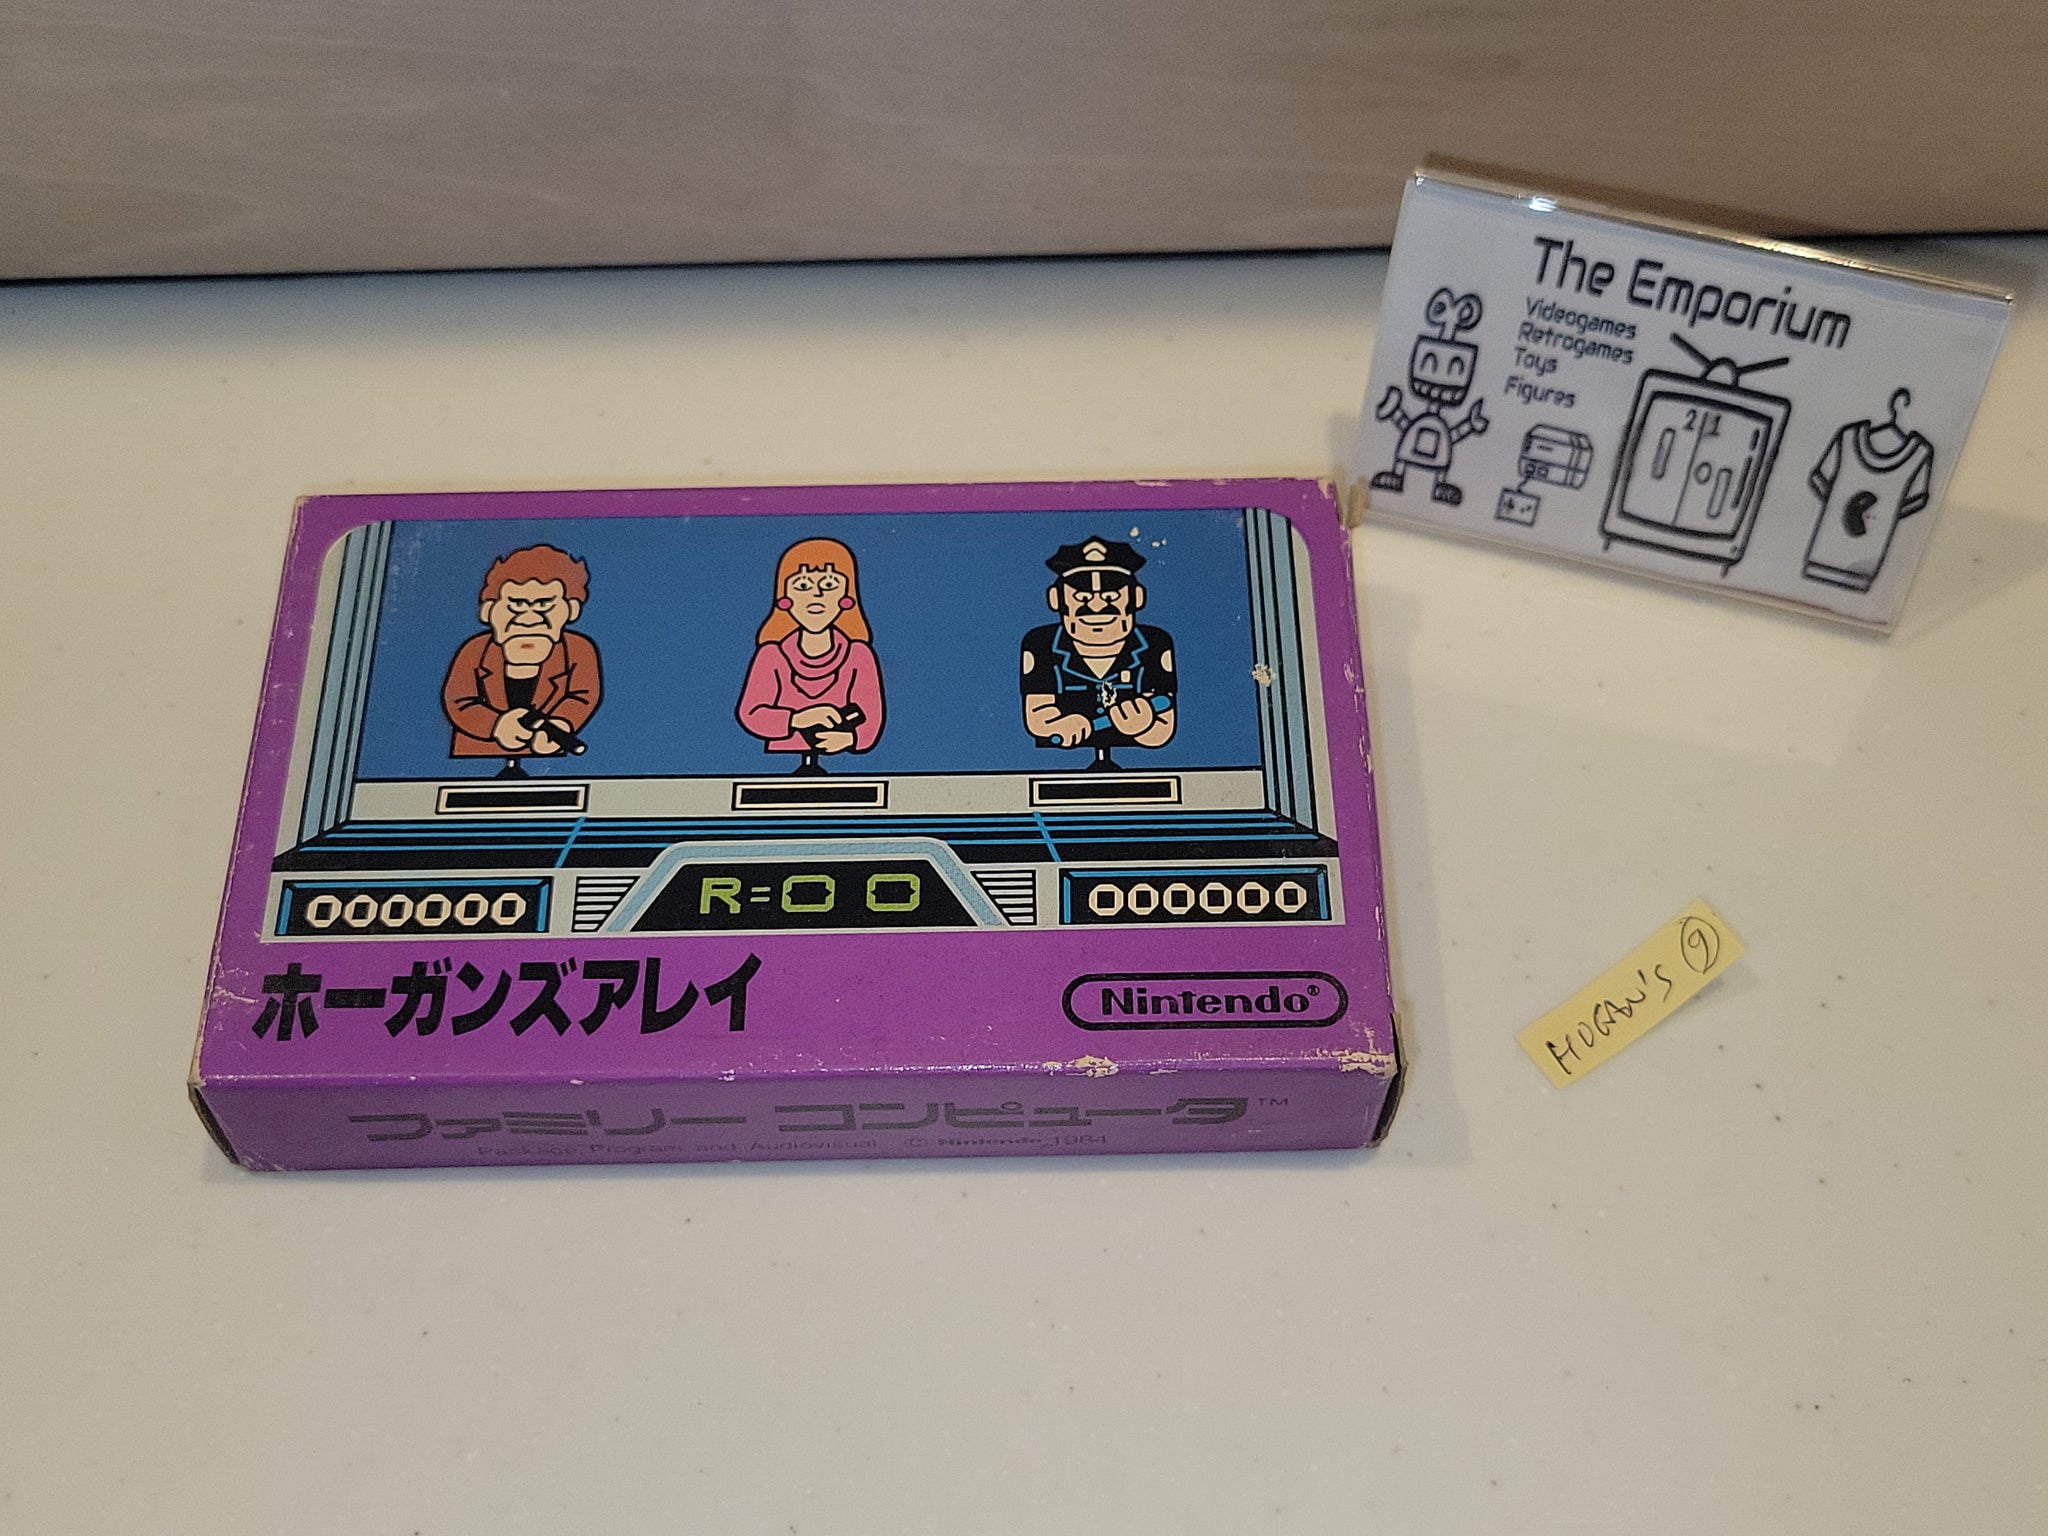 The Emporium
Videogames
Retrogames
Toys
Figures
2 1
R=00
000000
000000
ホーガンズアレイ
Nintendo®
HOGAN'S 9
ファミリー コンピュータ™
Package, Program and Audiovisual (C) Nintendo 1984